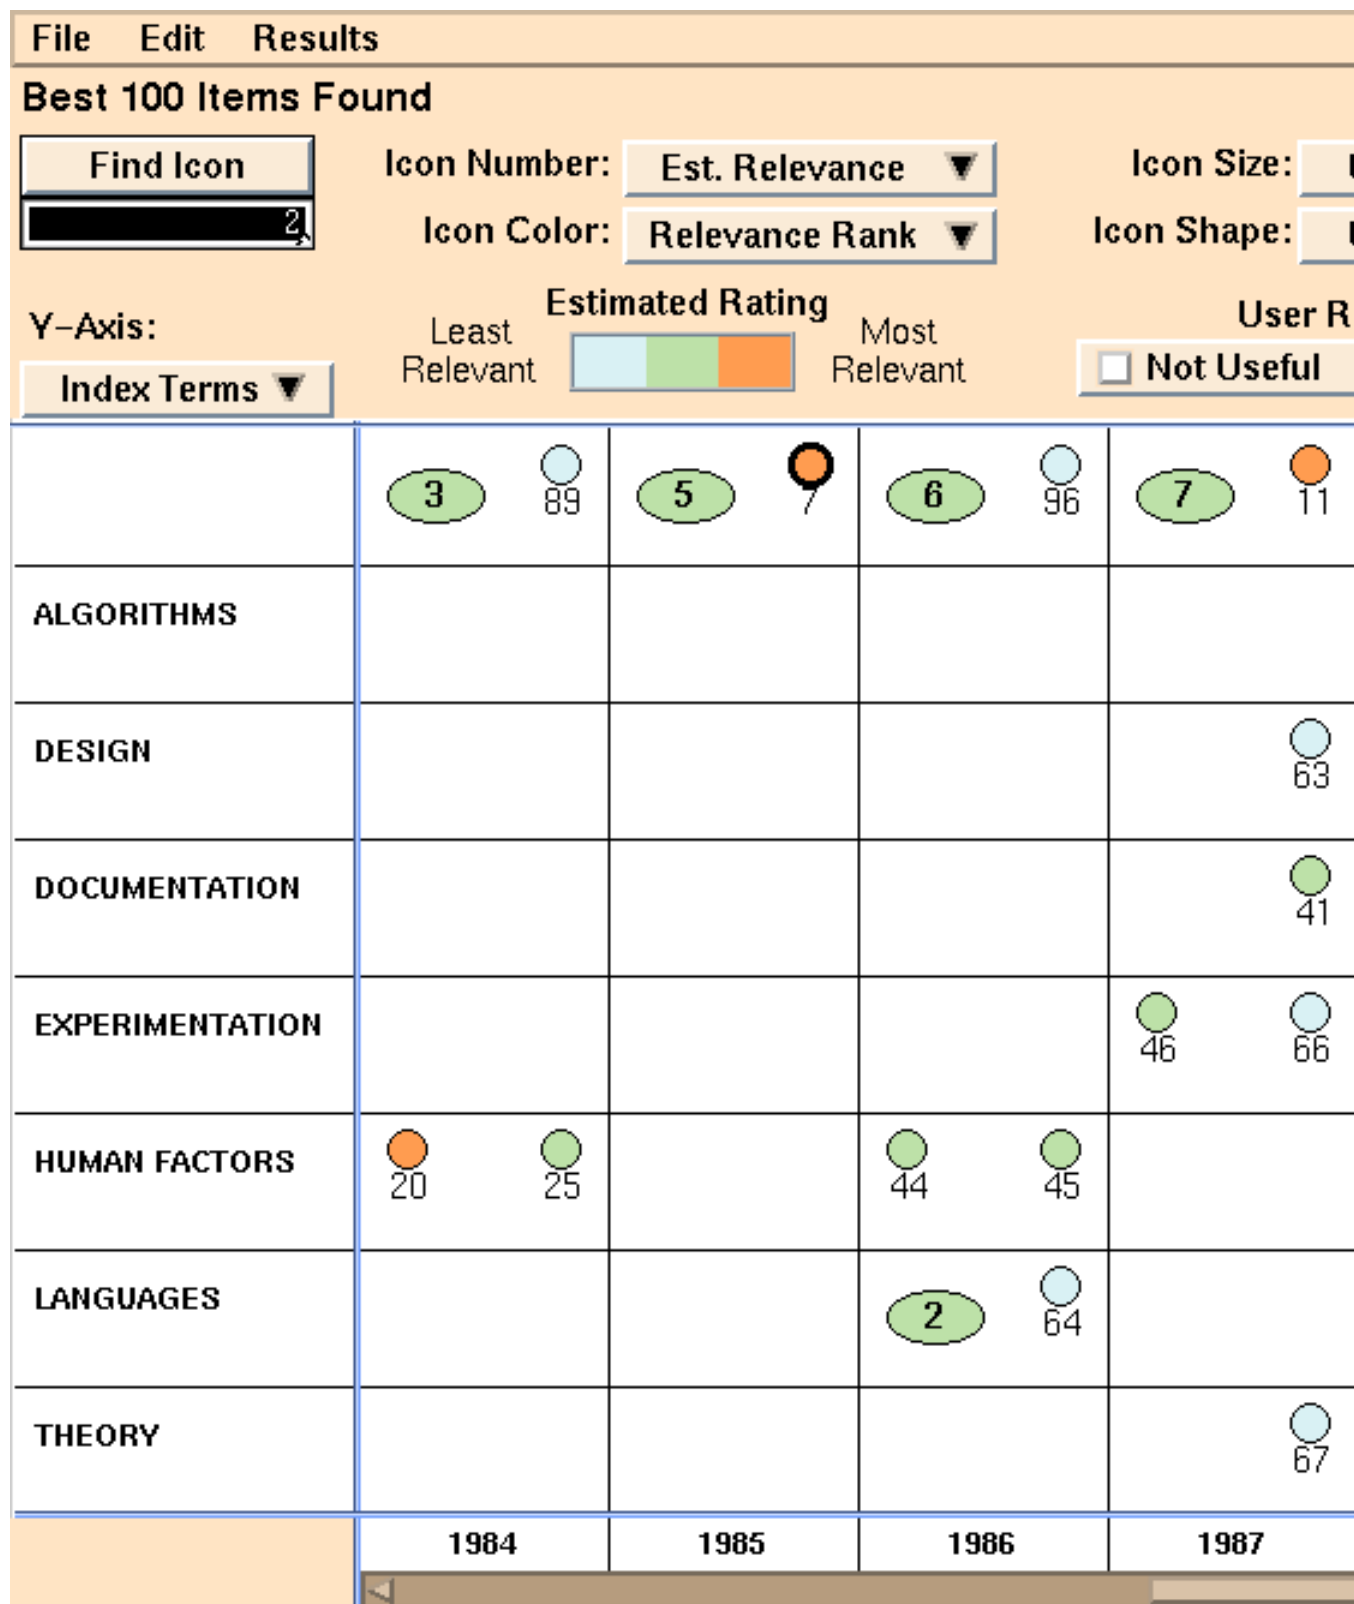 File Edit Results
Best 100 Items Found
Find Icon Icon Number: Est. Relevance Icon Size:
2 Icon Color: Relevance Rank Icon Shape:
Y-Axis: Least Relevant Estimated Rating Most Relevant User R
Index Terms Not Useful
3 89 5 7 6 96 7 11
ALGORITHMS
DESIGN 63
DOCUMENTATION 41
EXPERIMENTATION 46 66
HUMAN FACTORS 20 25 44 45
LANGUAGES 2 64
THEORY 67
1984 1985 1986 1987